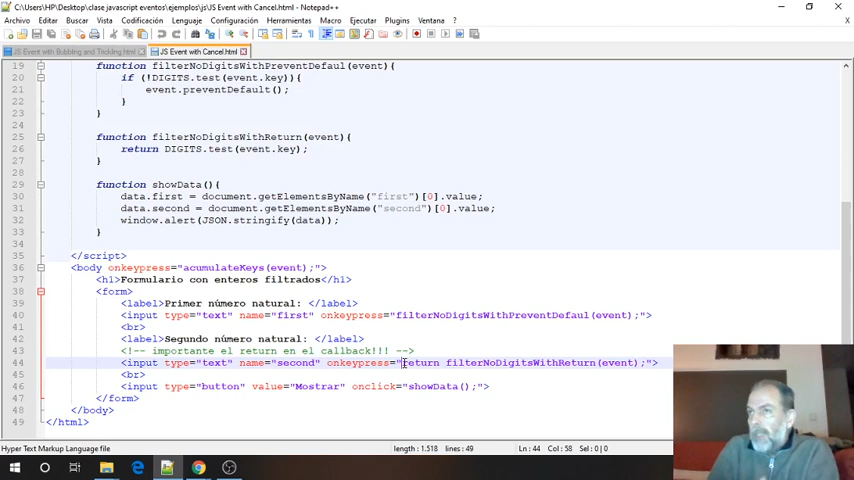 C:\Users\HP\Desktop\clase javascript eventos\ejemplos\js\JS Event with Cancel.html - Notepad++
Archivo Editar Buscar Vista Codificación Lenguaje Configuración Herramientas Macro Ejecutar Plugins Ventana ?
JS Event with Bubbling and Trickling.html JS Event with Cancel.html
19 function filterNoDigitsWithPreventDefaul(event){
20 if (!DIGITS.test(event.key)){
21 event.preventDefault();
22 }
23 }
24
25 function filterNoDigitsWithReturn(event){
26 return DIGITS.test(event.key);
27 }
28
29 function showData(){
30 data.first = document.getElementsByName("first")[0].value;
31 data.second = document.getElementsByName("second")[0].value;
32 window.alert(JSON.stringify(data));
33 }
34
35 </script>
36 <body onkeypress="acumulateKeys(event);">
37 <h1>Formulario con enteros filtrados</h1>
38 <form>
39 <label>Primer número natural: </label>
40 <input type="text" name="first" onkeypress="filterNoDigitsWithPreventDefaul(event);">
41 <br>
42 <label>Segundo número natural: </label>
43 <!-- importante el return en el callback!!! -->
44 <input type="text" name="second" onkeypress="return filterNoDigitsWithReturn(event);">
45 <br>
46 <input type="button" value="Mostrar" onclick="showData();">
47 </form>
48 </body>
49 </html>
Hyper Text Markup Language file length : 1.518 lines : 49 Ln : 44 Col : 58 Sel : 0 | 0